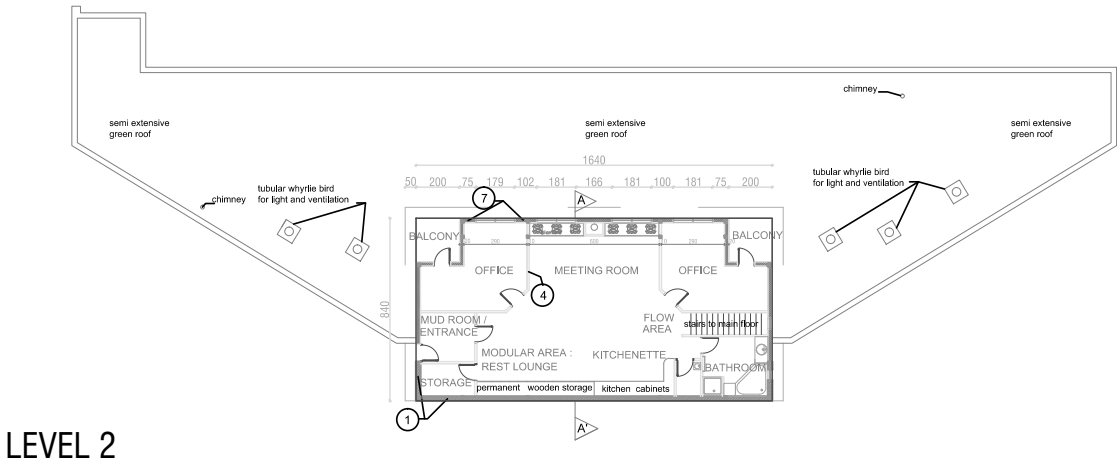 chimney
semi extensive
green roof
semi extensive
green roof
semi extensive
green roof
1640
tubular whyrlie bird
for light and ventilation
tubular whyrlie bird
for light and ventilation
50 200 75 179 102 181 166 181 100 181 75 200
chimney
7
A
BALCONY
BALCONY
290
600
290
OFFICE
MEETING ROOM
OFFICE
4
840
MUD ROOM /
ENTRANCE
FLOW
AREA
stairs to main floor
MODULAR AREA :
REST LOUNGE
KITCHENETTE
BATHROOM
STORAGE
permanent wooden storage
kitchen cabinets
1
A'
LEVEL 2